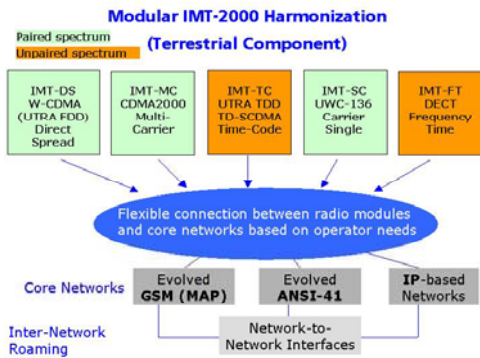 Modular IMT-2000 Harmonization
(Terrestrial Component)
Paired spectrum
Unpaired spectrum
IMT-DS
W-CDMA
(UTRA FDD)
Direct
Spread
IMT-MC
CDMA2000
Multi-
Carrier
IMT-TC
UTRA TDD
TD-SCDMA
Time-Code
IMT-SC
UWC-136
Carrier
Single
IMT-FT
DECT
Frequency
Time
Flexible connection between radio modules
and core networks based on operator needs
Core Networks
Evolved
GSM (MAP)
Evolved
ANSI-41
IP-based
Networks
Inter-Network
Roaming
Network-to-
Network Interfaces